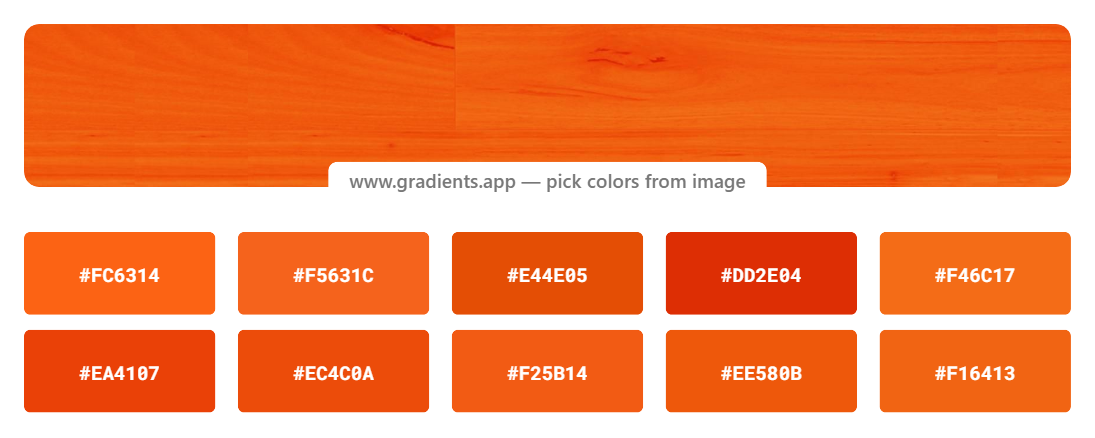 www.gradients.app — pick colors from image
#FC6314 #F5631C #E44E05 #DD2E04 #F46C17
#EA4107 #EC4C0A #F25B14 #EE580B #F16413